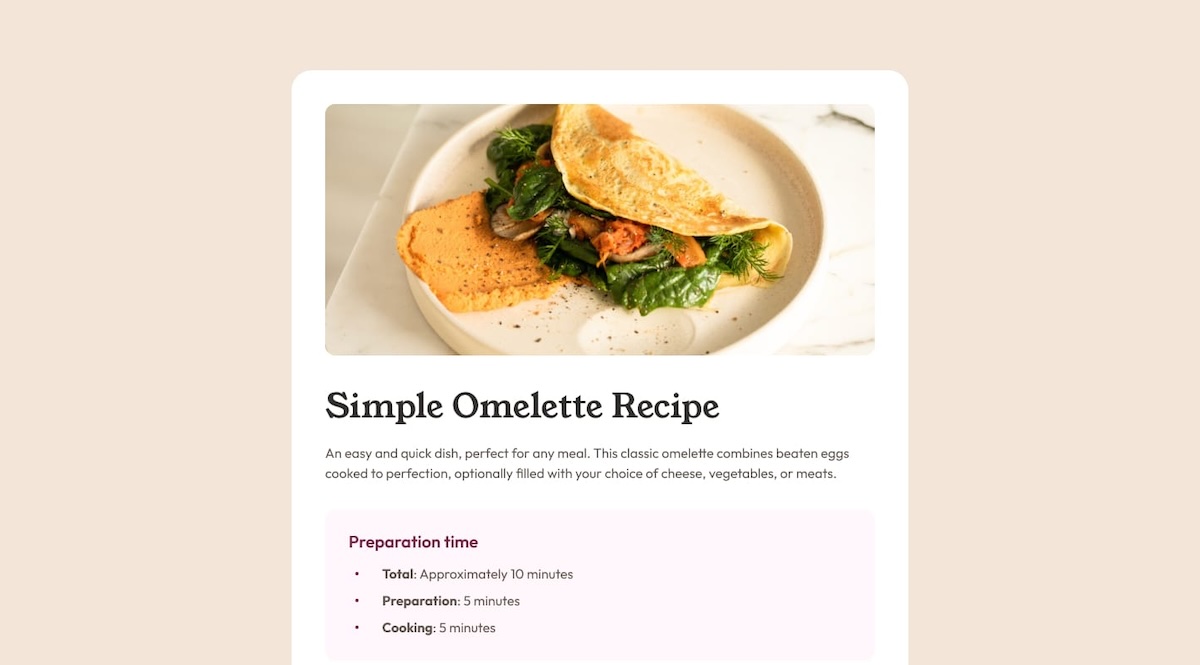 Simple Omelette Recipe
An easy and quick dish, perfect for any meal. This classic omelette combines beaten eggs
cooked to perfection, optionally filled with your choice of cheese, vegetables, or meats.
Preparation time
• Total: Approximately 10 minutes
• Preparation: 5 minutes
• Cooking: 5 minutes